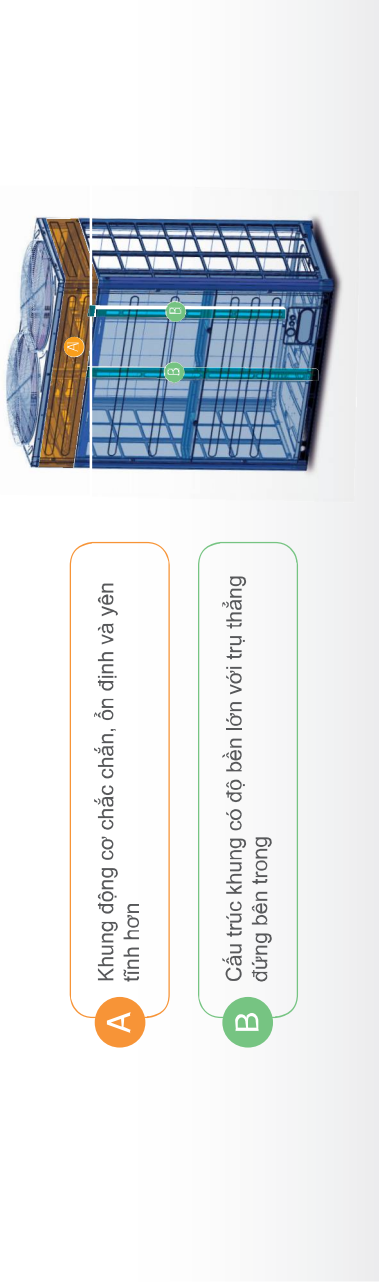 A
Khung động cơ chắc chắn, ổn định và yên
tĩnh hơn
B
Cấu trúc khung có độ bền lớn với trụ thẳng
đứng bên trong
A
B
B